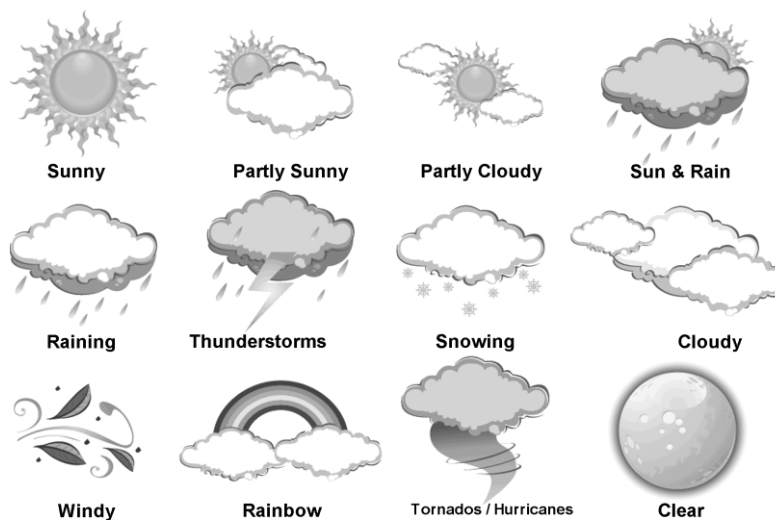 Sunny
Partly Sunny
Partly Cloudy
Sun & Rain
Raining
Thunderstorms
Snowing
Cloudy
Windy
Rainbow
Tornados / Hurricanes
Clear